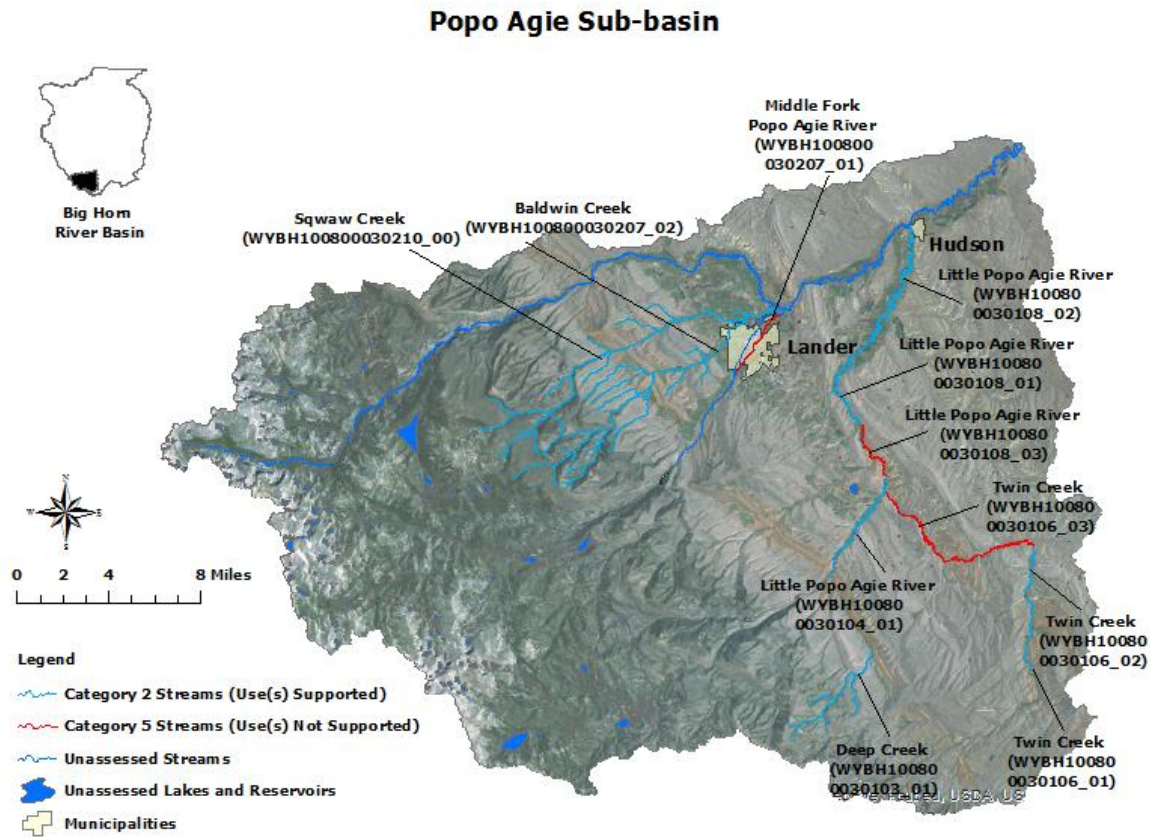 Popo Agie Sub-basin
Big Horn
River Basin
Middle Fork
Popo Agie River
(WYBH100800
030207_01)
Sqwaw Creek
(WYBH100800030210_00)
Baldwin Creek
(WYBH100800030207_02)
Hudson
Little Popo Agie River
(WYBH10080
0030108_02)
Lander
Little Popo Agie River
(WYBH10080
0030108_01)
Little Popo Agie River
(WYBH10080
0030108_03)
Twin Creek
(WYBH10080
0030106_03)
N
W
E
S
0 2 4 8 Miles
Little Popo Agie River
(WYBH10080
0030104_01)
Twin Creek
(WYBH10080
0030106_02)
Deep Creek
(WYBH10080
0030103_01)
Twin Creek
(WYBH10080
0030106_01)
USDA, US
Legend
Category 2 Streams (Use(s) Supported)
Category 5 Streams (Use(s) Not Supported)
Unassessed Streams
Unassessed Lakes and Reservoirs
Municipalities